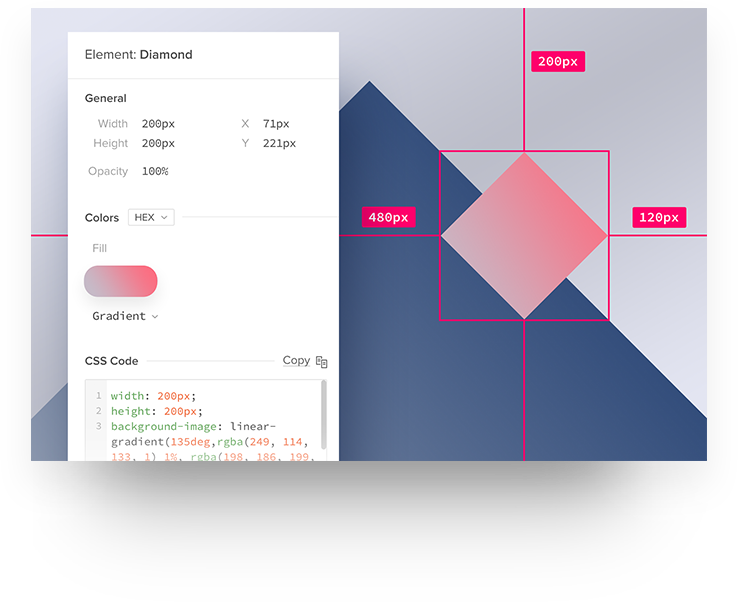 Element: Diamond
General
Width 200px X 71px
Height 200px Y 221px
Opacity 100%
Colors HEX
Fill
Gradient
CSS Code Copy
1 width: 200px;
2 height: 200px;
3 background-image: linear-
gradient(135deg,rgba(249, 114,
133, 1) 1%, rgba(198, 186, 199,
200px
480px
120px